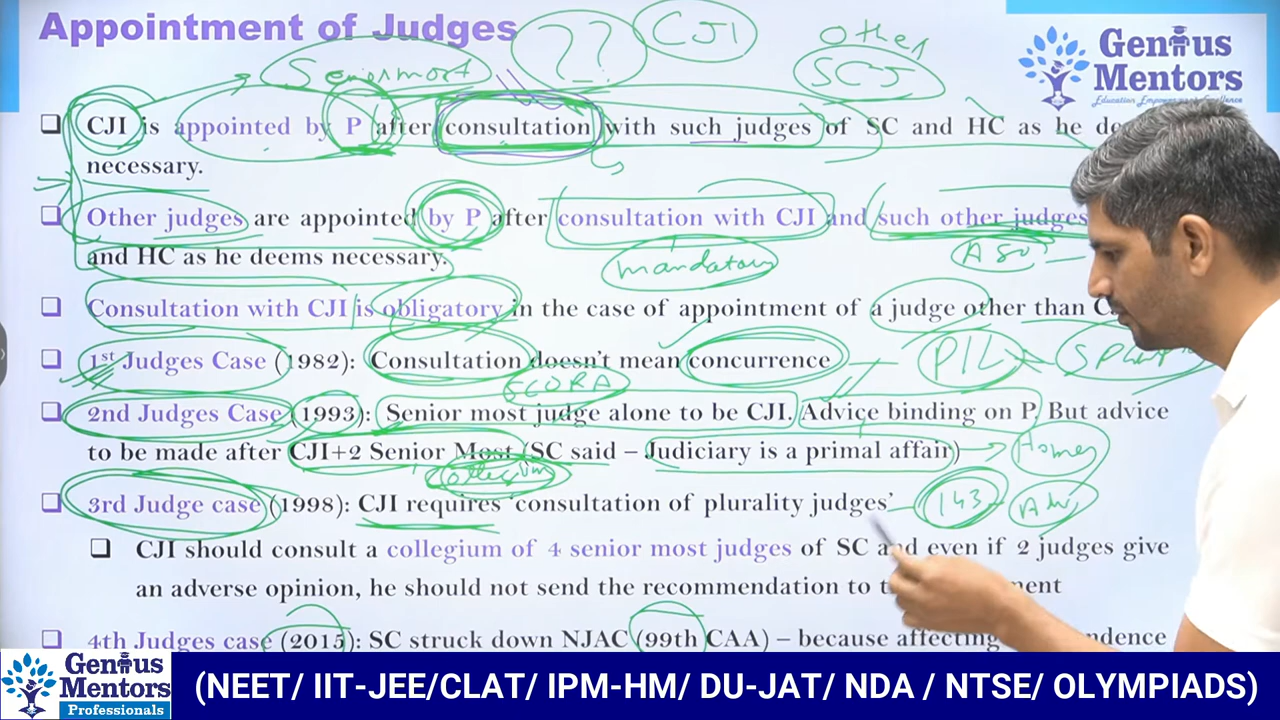 Appointment of Judges
??
CJI
Other
SCJ
Genius
Mentors
Education Empowerment Excellence
Seniormost
❑ CJI is appointed by P after consultation with such judges of SC and HC as he
necessary.
❑ Other judges are appointed by P after consultation with CJI and such other judges
mandatory
and HC as he deems necessary.
❑ Consultation with CJI is obligatory in the case of appointment of a judge other than
❑ 1st Judges Case (1982): Consultation doesn't mean concurrence
PIL
❑ 2nd Judges Case (1993): Senior most judge alone to be CJI. Advice binding on P. But advice
to be made after CJI+2 Senior Most (SC said – Judiciary is a primal affair)
Collegium
❑ 3rd Judge case (1998): CJI requires 'consultation of plurality judges'
143
❑ CJI should consult a collegium of 4 senior most judges of SC and even if 2 judges give
an adverse opinion, he should not send the recommendation to
❑ 4th Judges case (2015): SC struck down NJAC (99th CAA) – because affecting
Genius
Mentors
Professionals
(NEET/ IIT-JEE/CLAT/ IPM-HM/ DU-JAT/ NDA / NTSE/ OLYMPIADS)